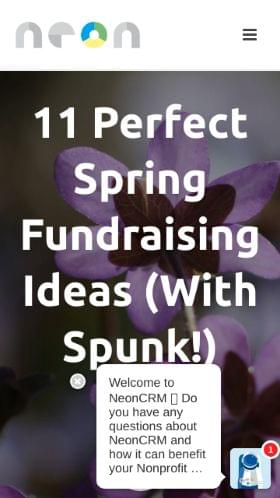 neon
11 Perfect
Spring
Fundraising
Ideas (With
Spunk!)
Welcome to
NeonCRM ▯ Do
you have any
questions about
NeonCRM and
how it can benefit
your Nonprofit ...
1